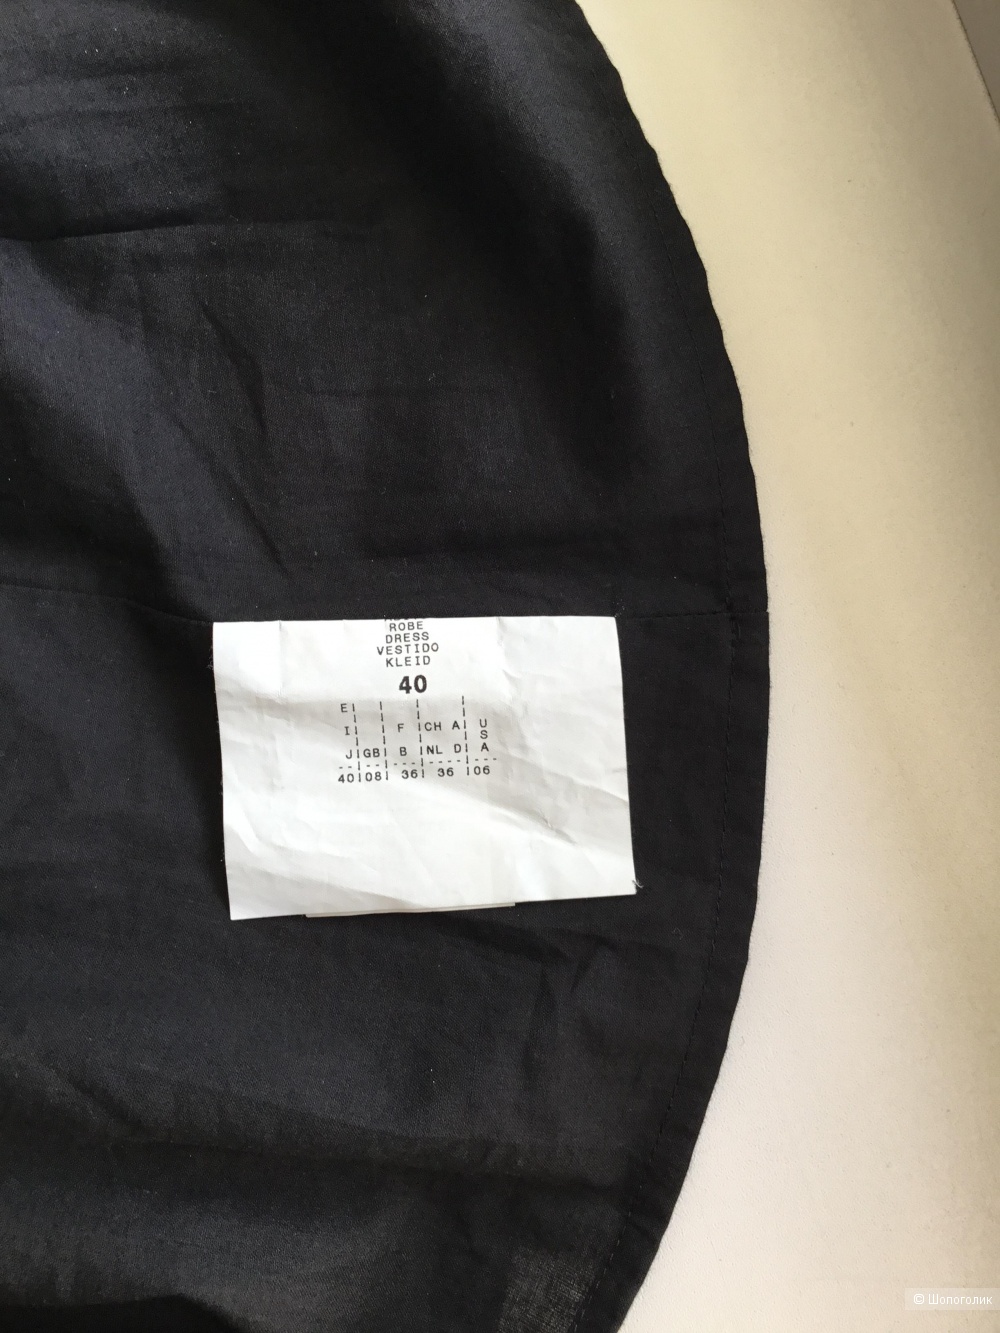 ROBE
DRESS
VESTIDO
KLEID
40
E| | | |
I| | F |CH A| U
J|GB| B |NL D| S
A
--|---|----|-----|---
40|08| 36| 36 |06
© Шопоголик